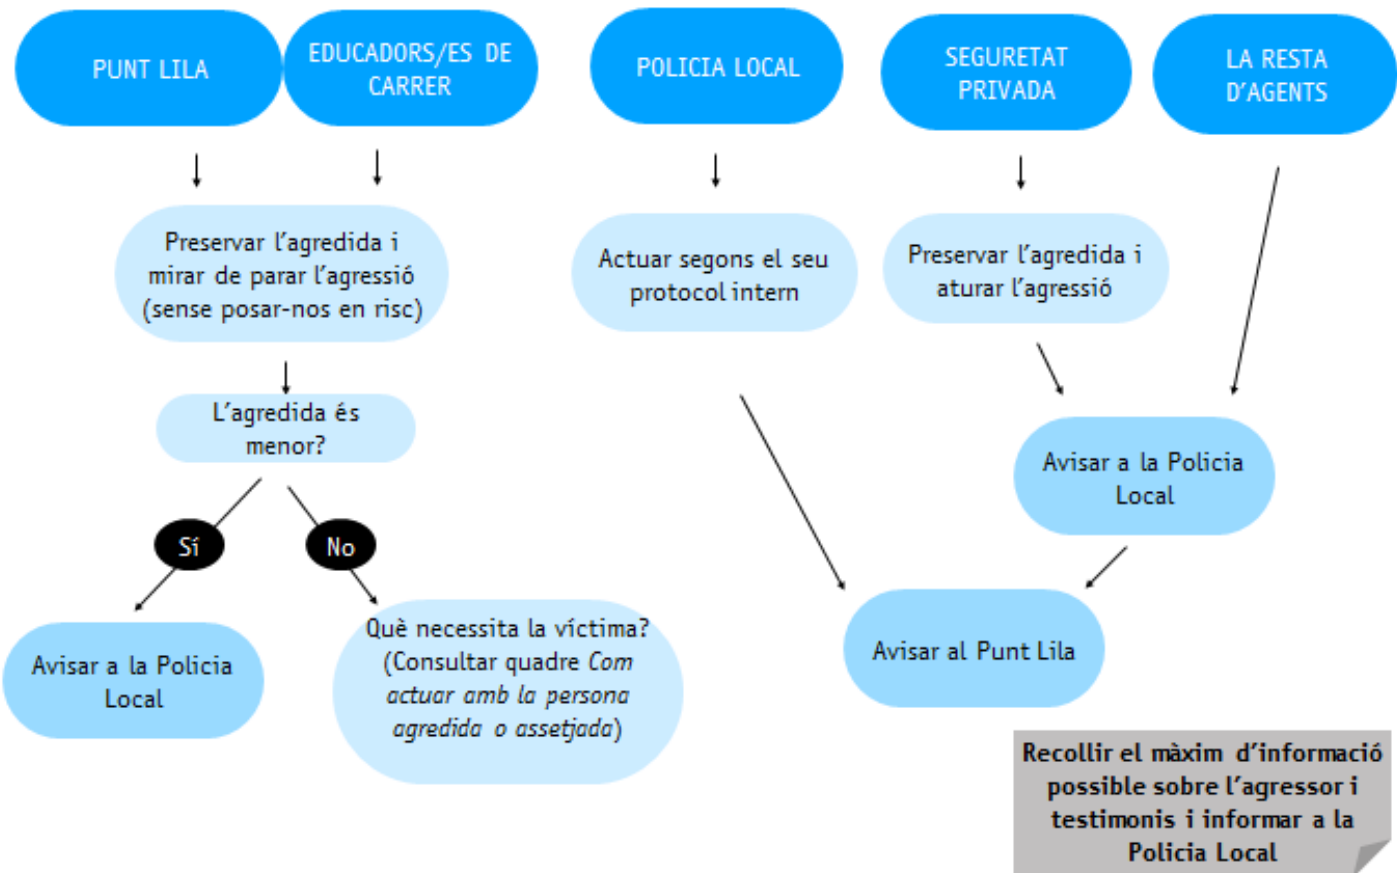 PUNT LILA
EDUCADORS/ES DE
CARRER
POLICIA LOCAL
SEGURETAT
PRIVADA
LA RESTA
D'AGENTS
Preservar l'agredida i
mirar de parar l'agressió
(sense posar-nos en risc)
Actuar segons el seu
protocol intern
Preservar l'agredida i
aturar l'agressió
L'agredida és
menor?
Avisar a la Policia
Local
Sí
No
Què necessita la víctima?
(Consultar quadre Com
actuar amb la persona
agredida o assetjada)
Avisar a la Policia
Local
Avisar al Punt Lila
Recollir el màxim d'informació
possible sobre l'agressor i
testimonis i informar a la
Policia Local